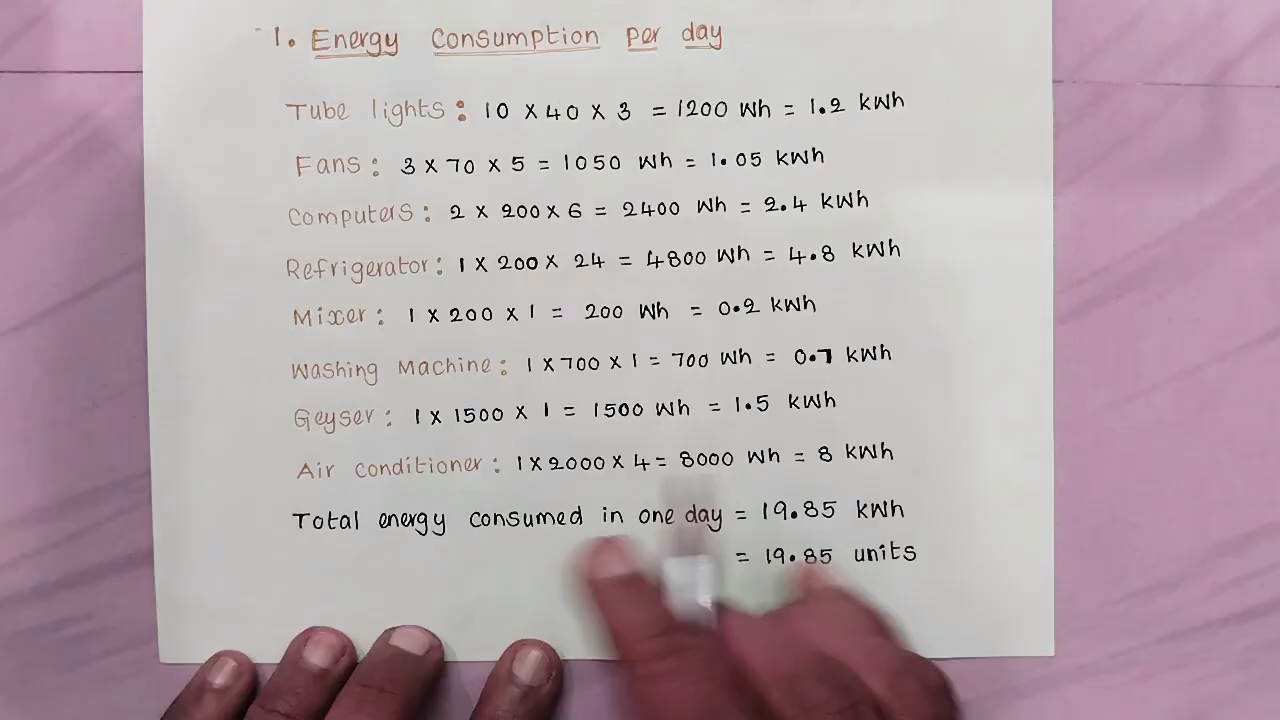 1. Energy Consumption Per day
Tube lights: 10 X 40 X 3 = 1200 Wh = 1.2 kWh
Fans: 3 X 70 X 5 = 1050 Wh = 1.05 kWh
Computers: 2 X 200 X 6 = 2400 Wh = 2.4 kWh
Refrigerator: 1 X 200 X 24 = 4800 Wh = 4.8 kWh
Mixer: 1 X 200 X 1 = 200 Wh = 0.2 kWh
Washing Machine: 1 X 700 X 1 = 700 Wh = 0.7 kWh
Geyser: 1 X 1500 X 1 = 1500 Wh = 1.5 kWh
Air conditioner: 1 X 2000 X 4 = 8000 Wh = 8 kWh
Total energy consumed in one day = 19.85 kWh
= 19.85 units